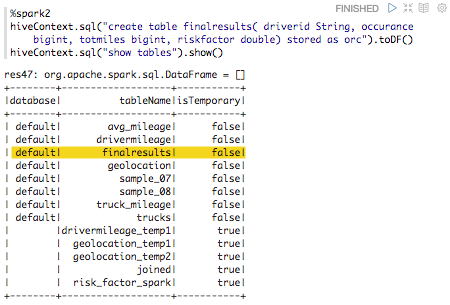 FINISHED
%spark2
hiveContext.sql("create table finalresults( driverid String, occurance
bigint, totmiles bigint, riskfactor double) stored as orc").toDF()
hiveContext.sql("show tables").show()
res47: org.apache.spark.sql.DataFrame = []
+--------+------------------+-----------+
|database|         tableName|isTemporary|
+--------+------------------+-----------+
| default|       avg_mileage|      false|
| default|     drivermileage|      false|
| default|      finalresults|      false|
| default|       geolocation|      false|
| default|         sample_07|      false|
| default|         sample_08|      false|
| default|     truck_mileage|      false|
| default|            trucks|      false|
|        |drivermileage_temp1|       true|
|        | geolocation_temp1|       true|
|        | geolocation_temp2|       true|
|        |            joined|       true|
|        | risk_factor_spark|       true|
+--------+------------------+-----------+